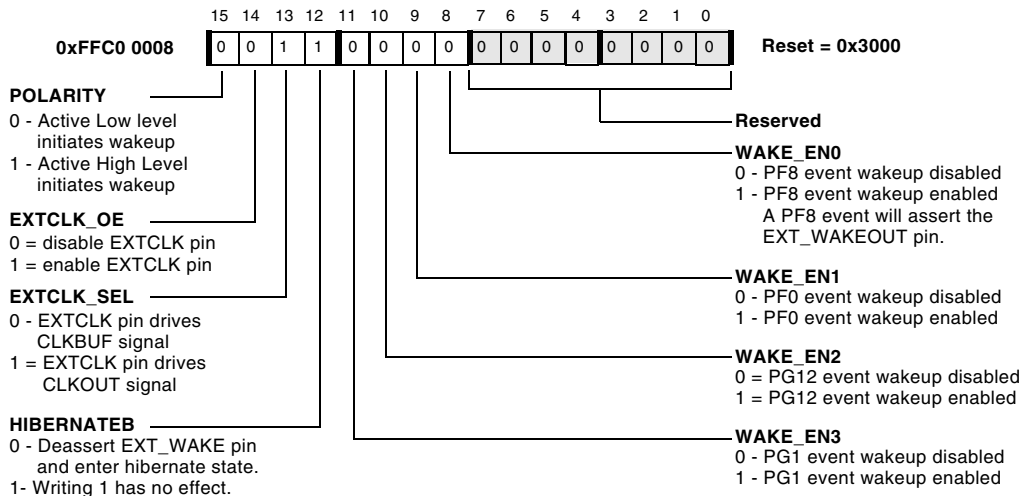 15 14 13 12 11 10 9 8 7 6 5 4 3 2 1 0
0xFFC0 0008 0 0 1 1 0 0 0 0 0 0 0 0 0 0 0 0 Reset = 0x3000
POLARITY
0 - Active Low level
initiates wakeup
1 - Active High Level
initiates wakeup
EXTCLK_OE
0 = disable EXTCLK pin
1 = enable EXTCLK pin
EXTCLK_SEL
0 - EXTCLK pin drives
CLKBUF signal
1 = EXTCLK pin drives
CLKOUT signal
HIBERNATEB
0 - Deassert EXT_WAKE pin
and enter hibernate state.
1- Writing 1 has no effect.
Reserved
WAKE_EN0
0 - PF8 event wakeup disabled
1 - PF8 event wakeup enabled
A PF8 event will assert the
EXT_WAKEOUT pin.
WAKE_EN1
0 - PF0 event wakeup disabled
1 - PF0 event wakeup enabled
WAKE_EN2
0 = PG12 event wakeup disabled
1 = PG12 event wakeup enabled
WAKE_EN3
0 - PG1 event wakeup disabled
1 - PG1 event wakeup enabled